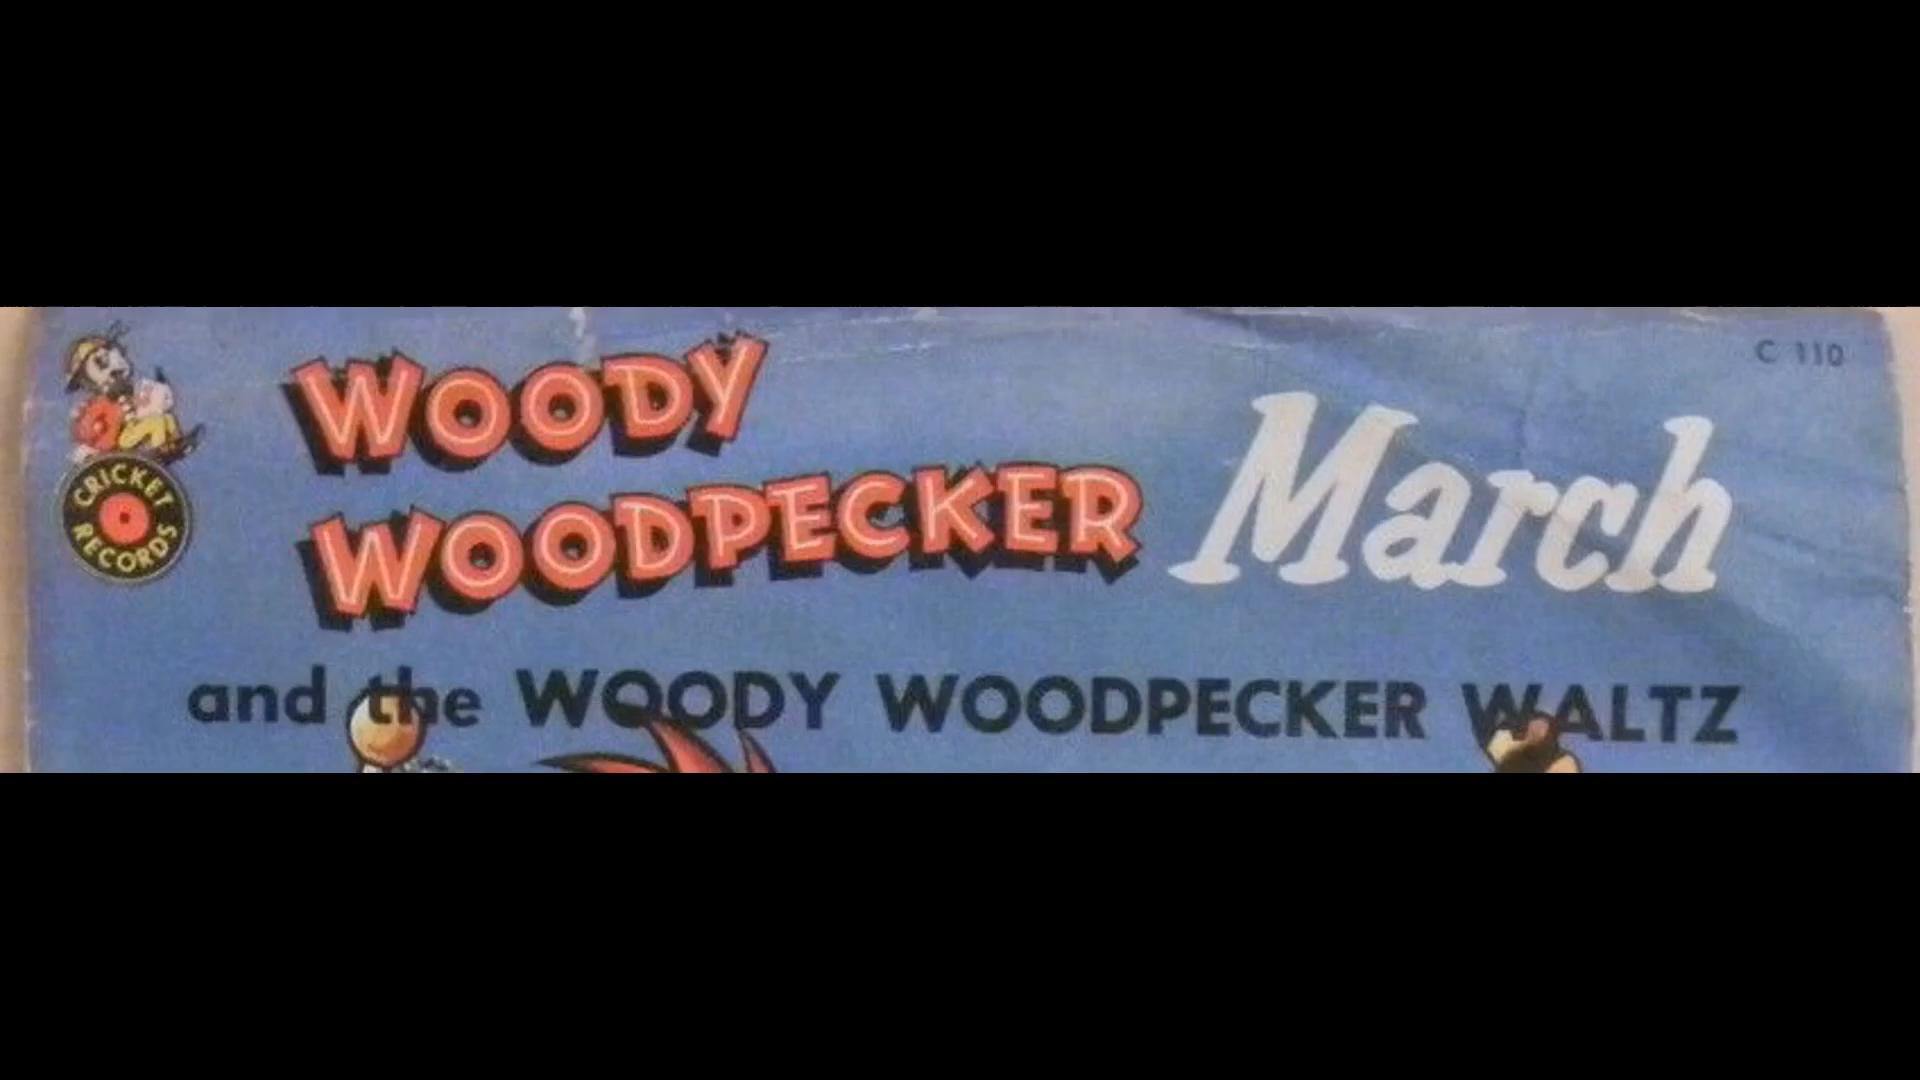 C 110
WOODY
WOODPECKER March
CRICKET
RECORDS
and the WOODY WOODPECKER WALTZ